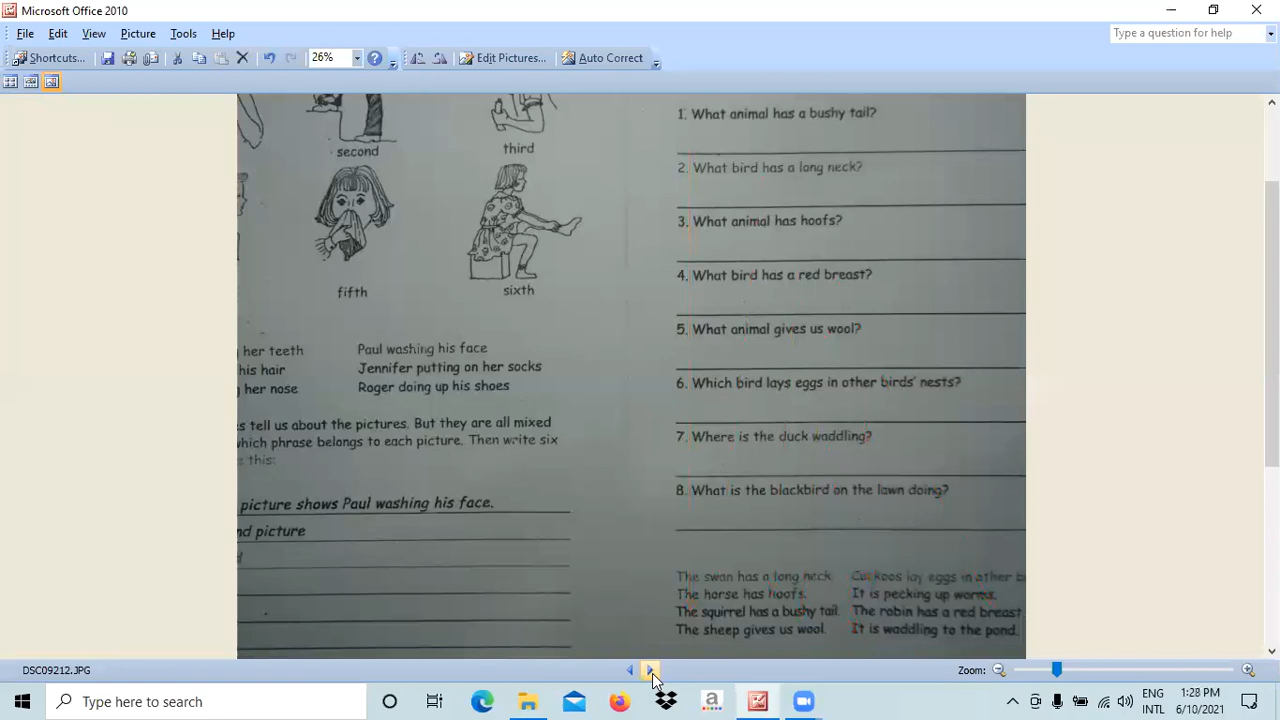 Microsoft Office 2010
File Edit View Picture Tools Help
Type a question for help
Shortcuts...
26%
Edit Pictures...
Auto Correct
second
third
fifth
sixth
her teeth
his hair
her nose
Paul washing his face
Jennifer putting on her socks
Roger doing up his shoes
tell us about the pictures. But they are all mixed
which phrase belongs to each picture. Then write six
this:
picture shows Paul washing his face.
picture
1. What animal has a bushy tail?
2. What bird has a long neck?
3. What animal has hoofs?
4. What bird has a red breast?
5. What animal gives us wool?
6. Which bird lays eggs in other birds' nests?
7. Where is the duck waddling?
8. What is the blackbird on the lawn doing?
The swan has a long neck
The horse has hoofs.
The squirrel has a bushy tail.
The sheep gives us wool.
Cuckoos lay eggs in other
It is pecking up worms.
The robin has a red breast
It is waddling to the pond.
DSC09212.JPG
Zoom:
Type here to search
a
ENG
INTL
1:28 PM
6/10/2021